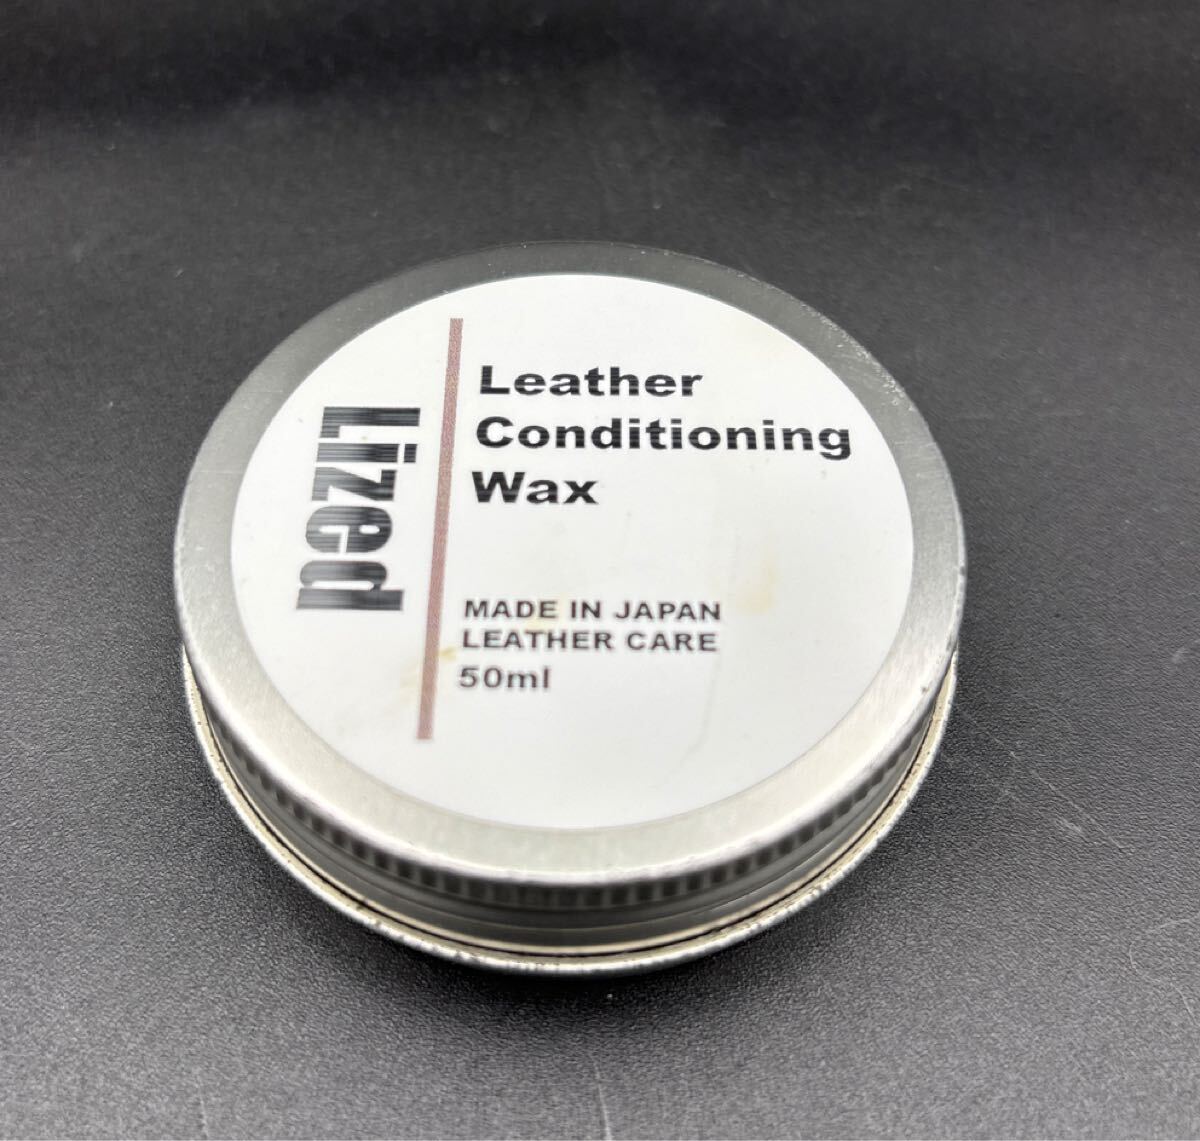 Lized
Leather
Conditioning
Wax
MADE IN JAPAN
LEATHER CARE
50ml